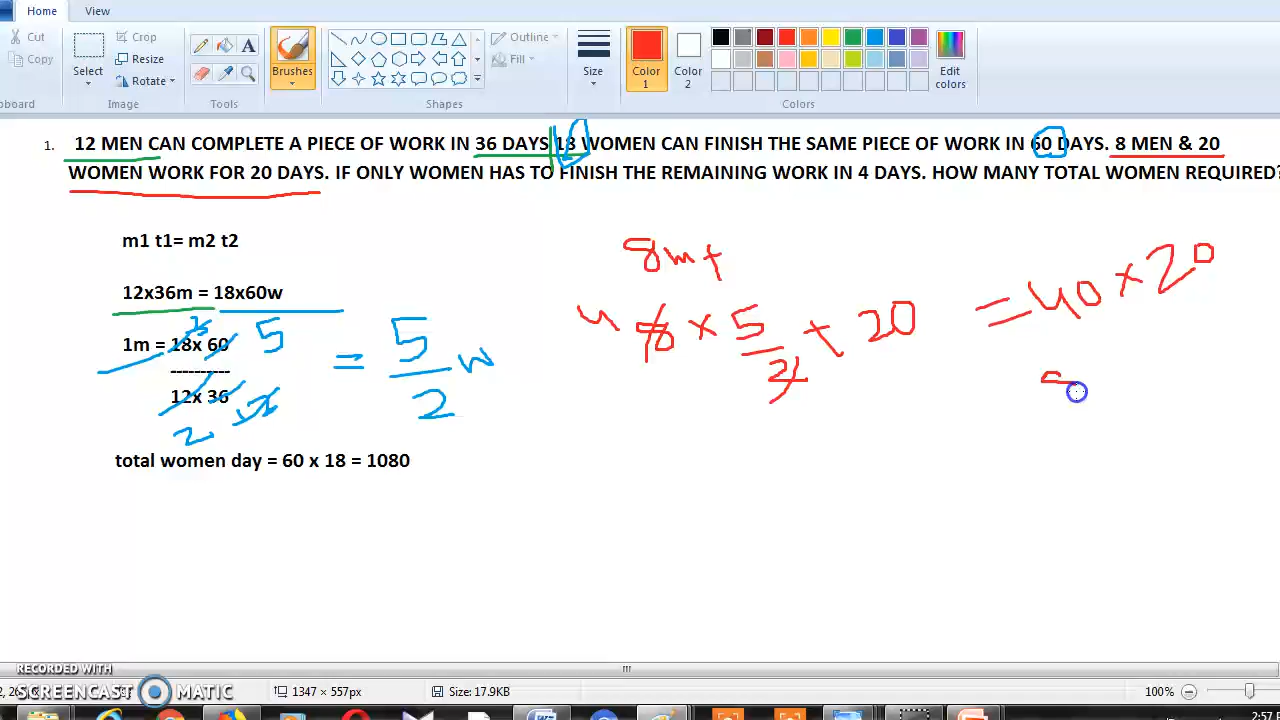 Home View
Cut
Copy
Select
Crop
Resize
Rotate
Brushes
Outline
Fill
Size
Color 1
Color 2
Edit colors
Image Tools Shapes Colors
1. 12 MEN CAN COMPLETE A PIECE OF WORK IN 36 DAYS 18 WOMEN CAN FINISH THE SAME PIECE OF WORK IN 60 DAYS. 8 MEN & 20
WOMEN WORK FOR 20 DAYS. IF ONLY WOMEN HAS TO FINISH THE REMAINING WORK IN 4 DAYS. HOW MANY TOTAL WOMEN REQUIRED?
m1 t1= m2 t2
8m+
12x36m = 18x60w
4 8 × 5/2 + 20 = 40 × 20
3 5
1m = 18x 60
----------
12x 36
= 5/2 w
2
total women day = 60 x 18 = 1080
RECORDED WITH
SCREENCAST MATIC
1347 × 557px
Size: 17.9KB
100%